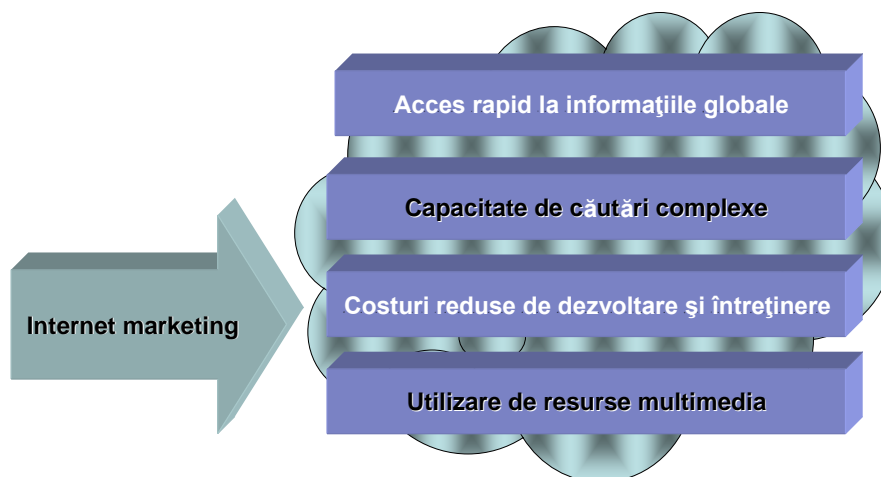 Acces rapid la informaţiile globale
Capacitate de căutări complexe
Internet marketing
Costuri reduse de dezvoltare şi întreţinere
Utilizare de resurse multimedia